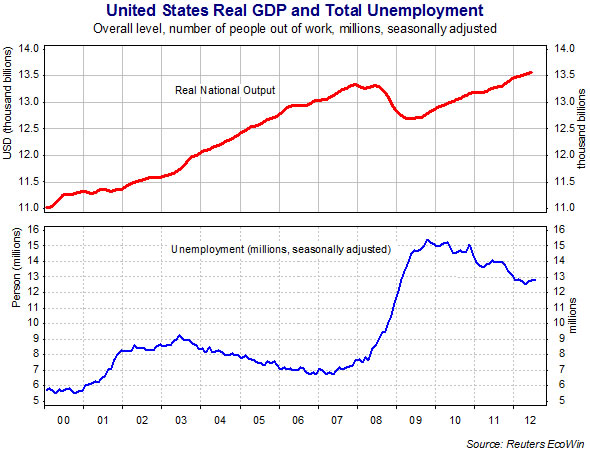 United States Real GDP and Total Unemployment
Overall level, number of people out of work, millions, seasonally adjusted
14.0 14.0
13.5 13.5
Real National Output
13.0 13.0
12.5 12.5
12.0 12.0
11.5 11.5
11.0 11.0
USD (thousand billions)
thousand billions
16 16
15 15
Unemployment (millions, seasonally adjusted)
14 14
13 13
12 12
11 11
10 10
9 9
8 8
7 7
6 6
5 5
Person (millions)
millions
00 01 02 03 04 05 06 07 08 09 10 11 12
Source: Reuters EcoWin